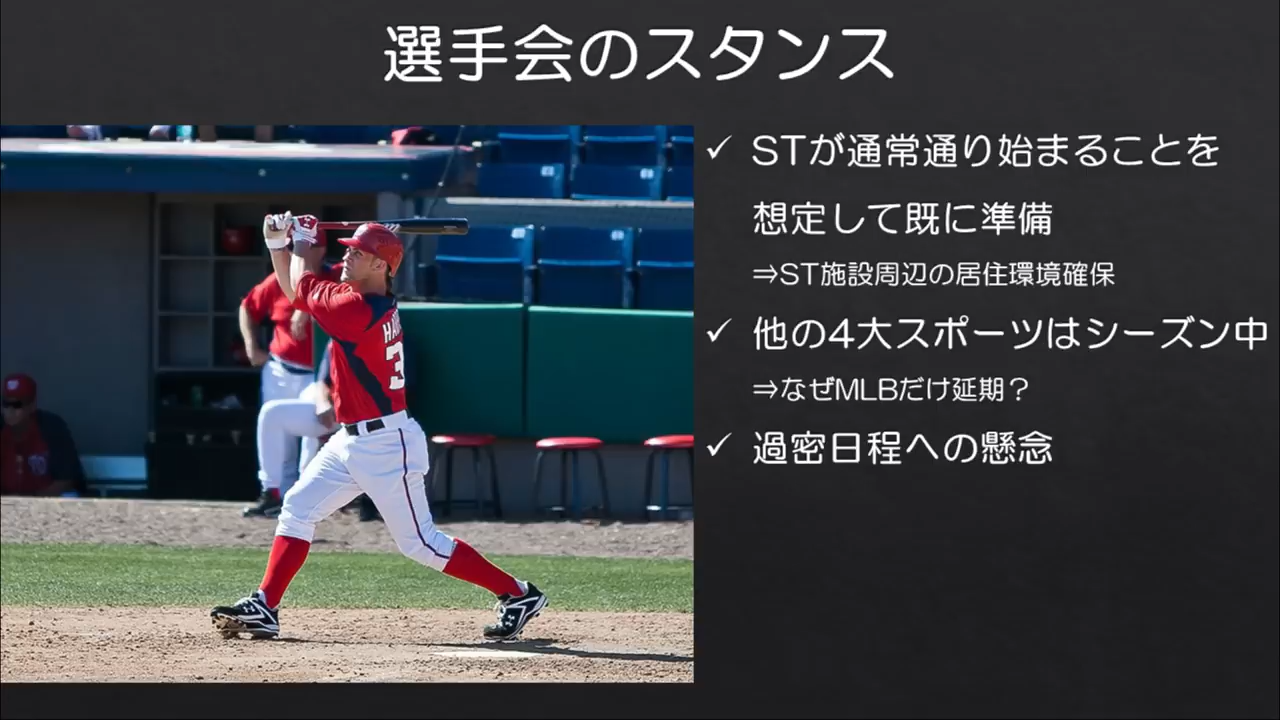 選手会のスタンス
✓ STが通常通り始まることを
想定して既に準備
⇒ST施設周辺の居住環境確保
✓ 他の4大スポーツはシーズン中
⇒なぜMLBだけ延期?
✓ 過密日程への懸念
3